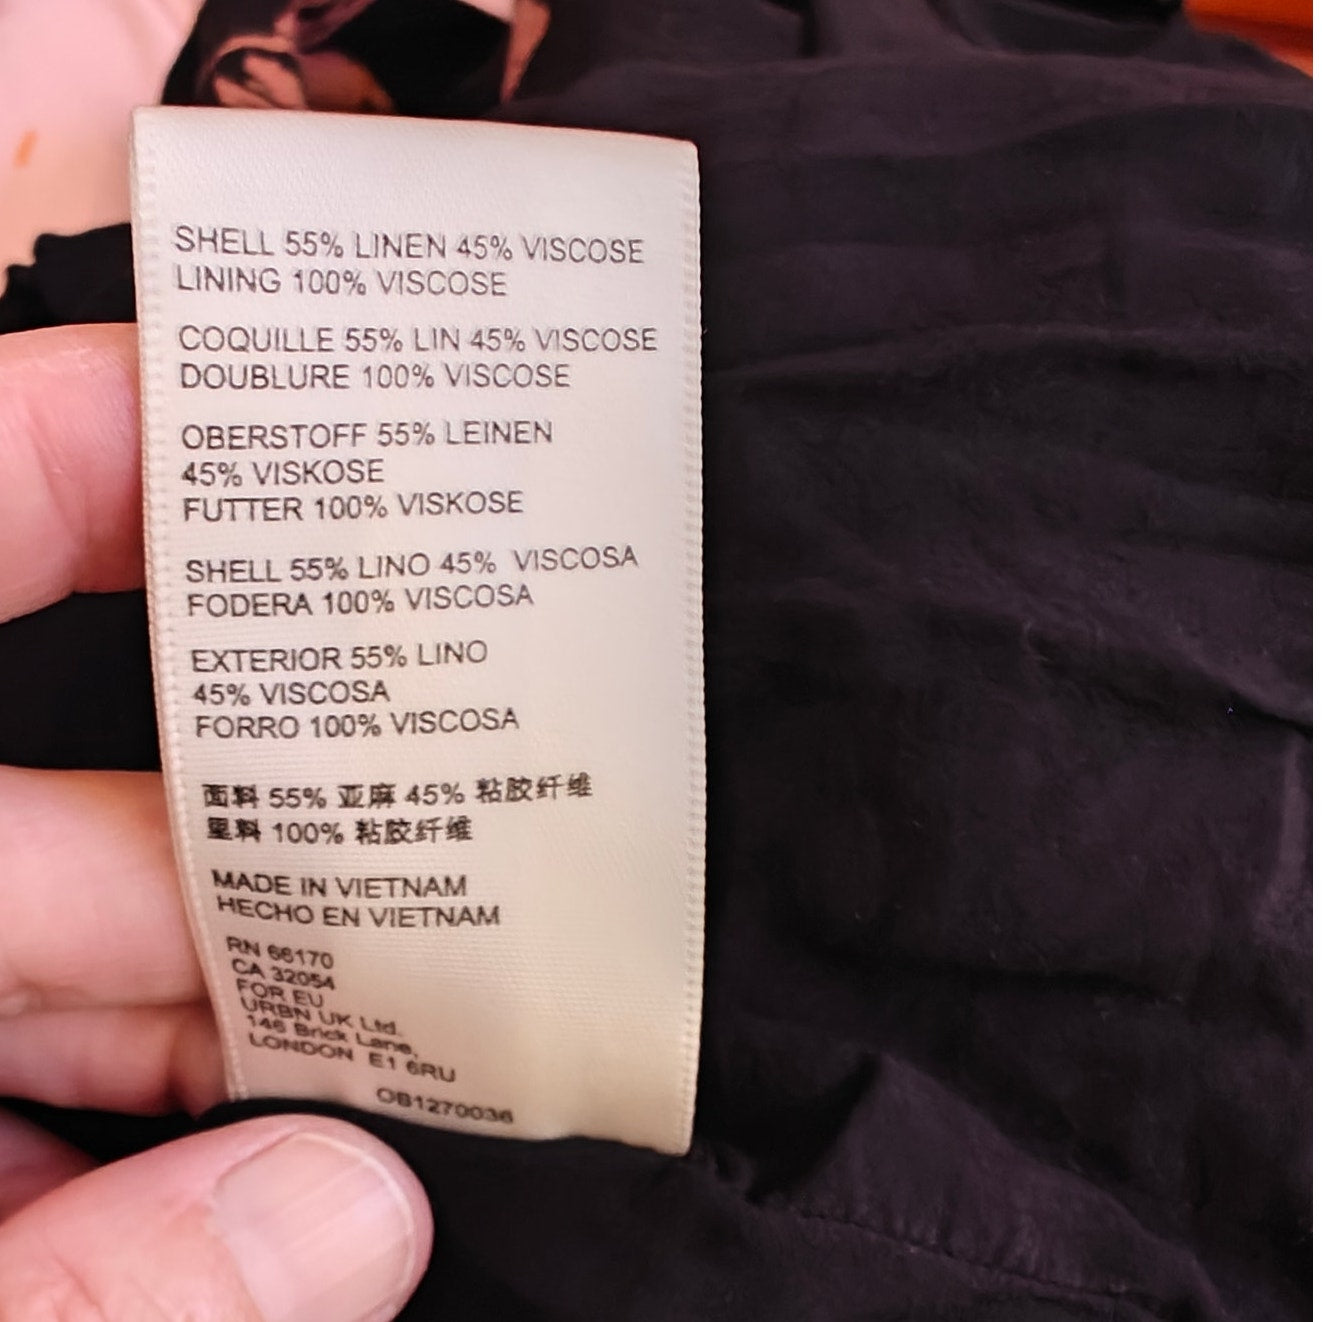 SHELL 55% LINEN 45% VISCOSE
LINING 100% VISCOSE
COQUILLE 55% LIN 45% VISCOSE
DOUBLURE 100% VISCOSE
OBERSTOFF 55% LEINEN
45% VISKOSE
FUTTER 100% VISKOSE
SHELL 55% LINO 45% VISCOSA
FODERA 100% VISCOSA
EXTERIOR 55% LINO
45% VISCOSA
FORRO 100% VISCOSA
面料 55% 亚麻 45% 粘胶纤维
里料 100% 粘胶纤维
MADE IN VIETNAM
HECHO EN VIETNAM
RN 66170
CA 32054
FOR EU
URBN UK Ltd.
146 Brick Lane,
LONDON E1 6RU
OB1270036